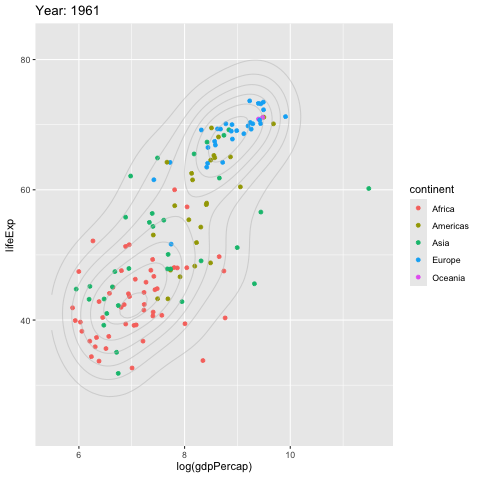 Year: 1961
80
60
40
lifeExp
6
8
10
log(gdpPercap)
continent
Africa
Americas
Asia
Europe
Oceania